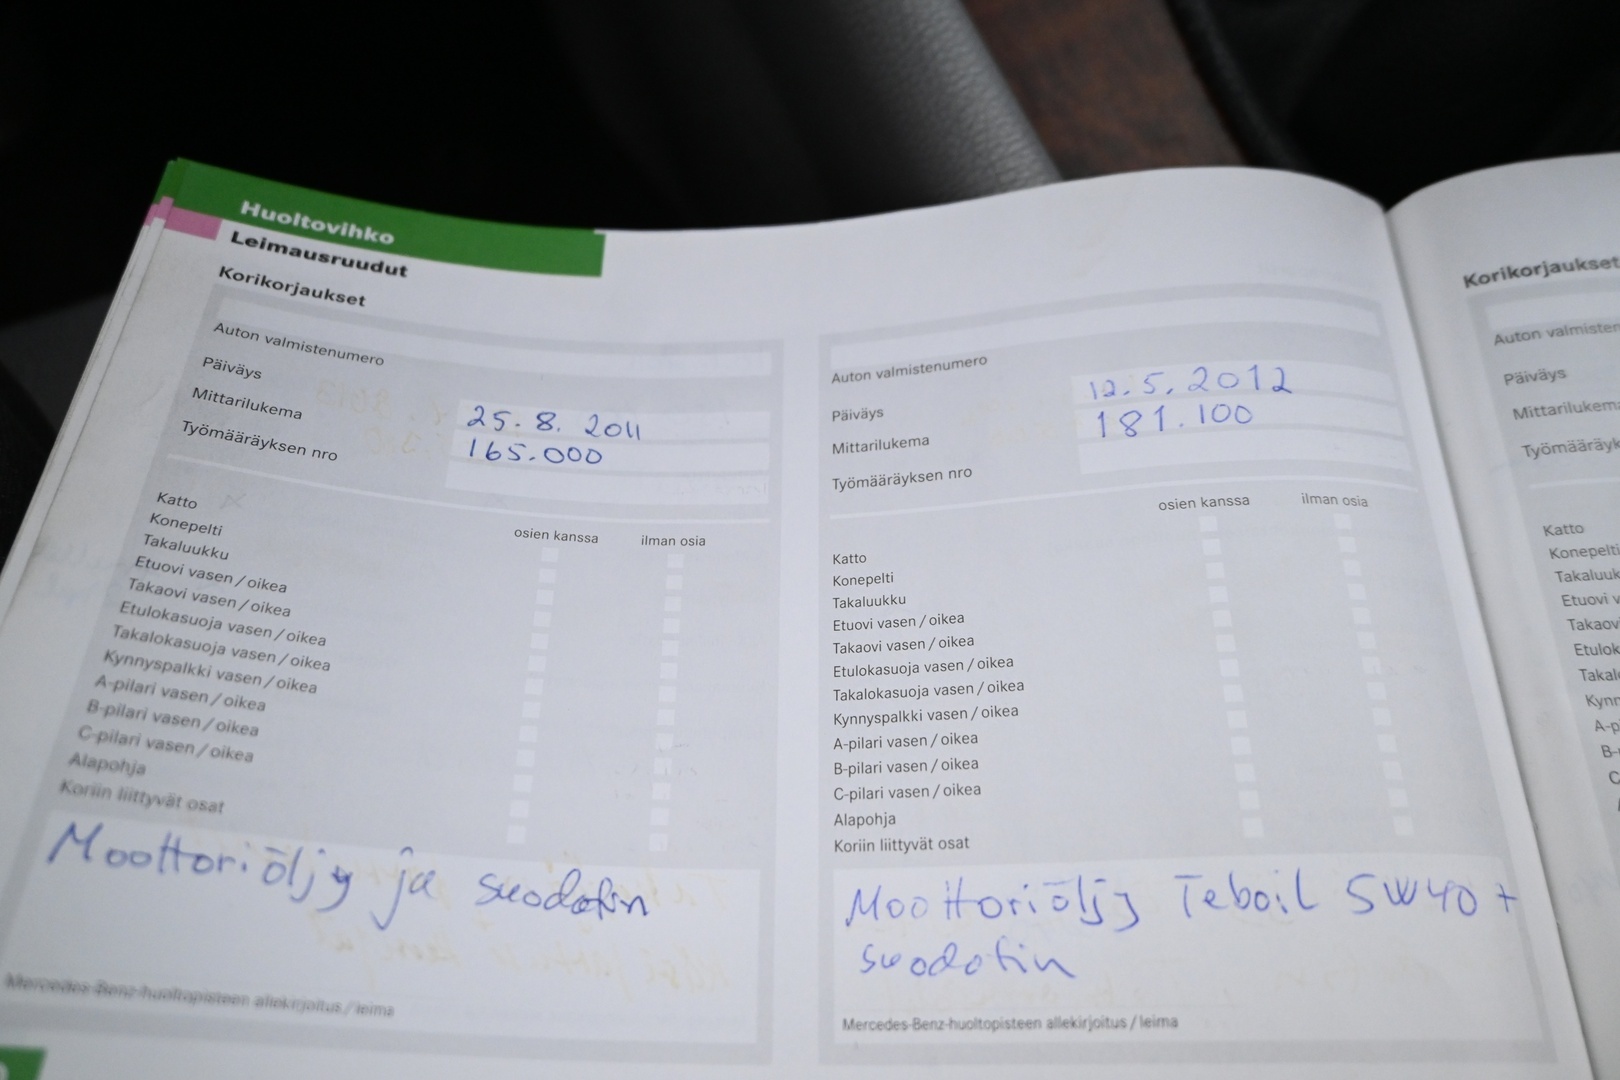 Huoltovihko
Leimausruudut
Korikorjaukset
Auton valmistenumero
Päiväys 25.8.2011
Mittarilukema 165.000
Työmääräyksen nro
osien kanssa ilman osia
Katto
Konepelti
Takaluukku
Etuovi vasen / oikea
Takaovi vasen / oikea
Etulokasuoja vasen / oikea
Takalokasuoja vasen / oikea
Kynnyspalkki vasen / oikea
A-pilari vasen / oikea
B-pilari vasen / oikea
C-pilari vasen / oikea
Alapohja
Koriin liittyvät osat
Moottoriöljy ja suodatin
Mercedes-Benz-huoltopisteen allekirjoitus / leima
Auton valmistenumero
Päiväys 12.5.2012
Mittarilukema 181.100
Työmääräyksen nro
osien kanssa ilman osia
Katto
Konepelti
Takaluukku
Etuovi vasen / oikea
Takaovi vasen / oikea
Etulokasuoja vasen / oikea
Takalokasuoja vasen / oikea
Kynnyspalkki vasen / oikea
A-pilari vasen / oikea
B-pilari vasen / oikea
C-pilari vasen / oikea
Alapohja
Koriin liittyvät osat
Moottoriöljy Teboil 5W40 +
suodatin
Mercedes-Benz-huoltopisteen allekirjoitus / leima
Korikorjaukset
Auton
Päiväys
Katto
Konepelti